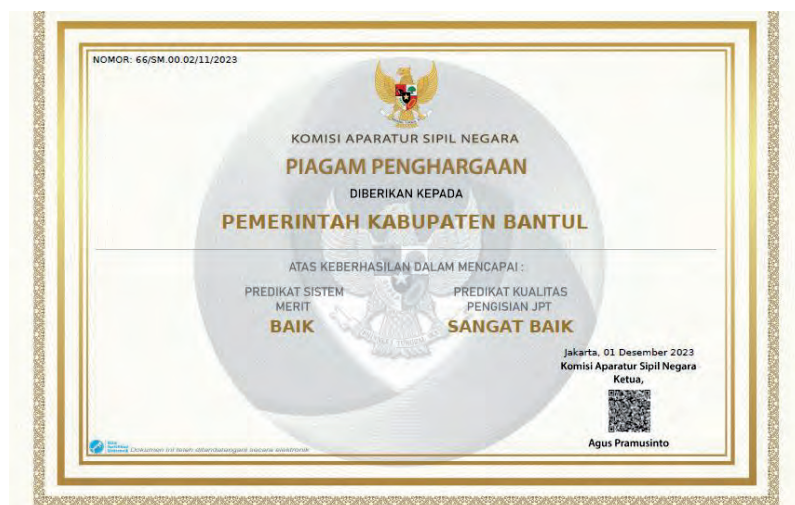 NOMOR: 66/SM.00.02/11/2023
KOMISI APARATUR SIPIL NEGARA
PIAGAM PENGHARGAAN
DIBERIKAN KEPADA
PEMERINTAH KABUPATEN BANTUL
ATAS KEBERHASILAN DALAM MENCAPAI :
PREDIKAT SISTEM
MERIT
BAIK
PREDIKAT KUALITAS
PENGISIAN JPT
SANGAT BAIK
Jakarta, 01 Desember 2023
Komisi Aparatur Sipil Negara
Ketua,
Agus Pramusinto
Dokumen ini telah ditandatangani secara elektronik